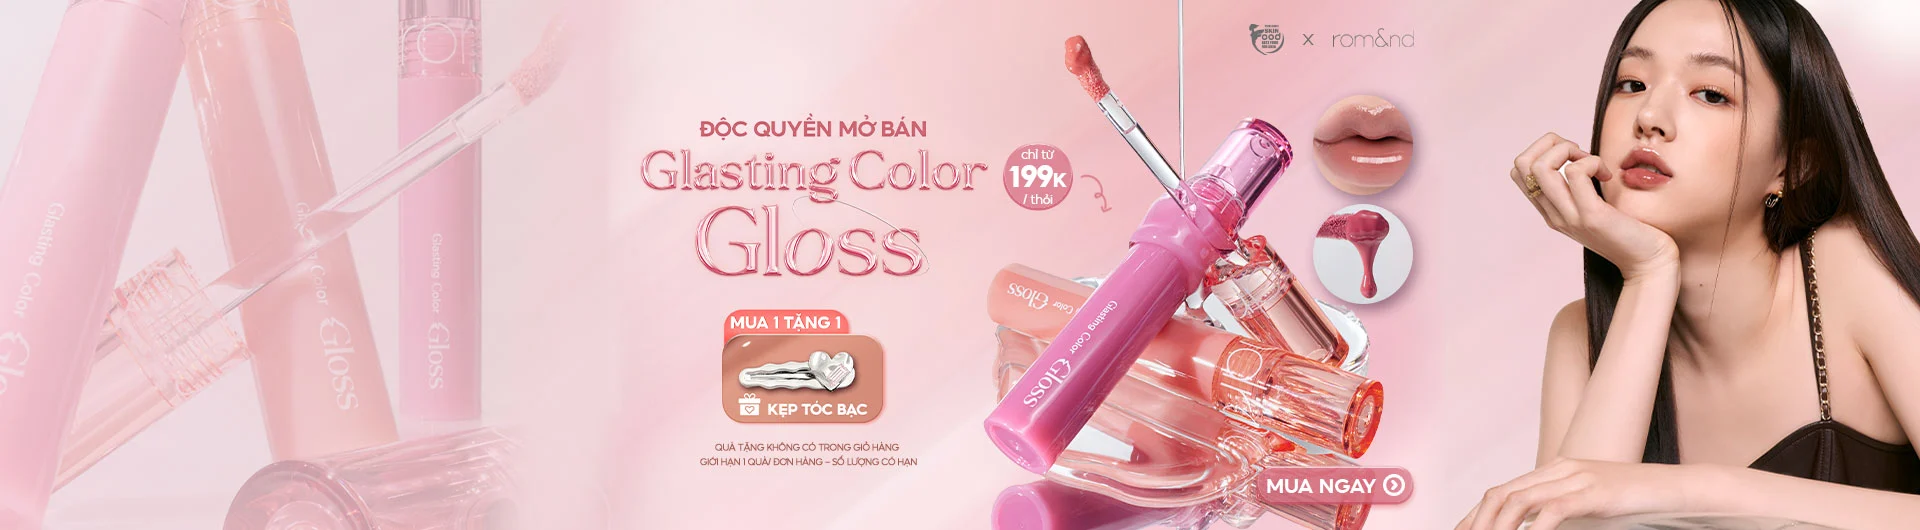 Food
x
rom&nd
ĐỘC QUYỀN MỞ BÁN
Glasting Color
Gloss
chỉ từ
199K
/ thỏi
MUA 1 TẶNG 1
KẸP TÓC BẠC
QUÀ TẶNG KHÔNG CÓ TRONG GIỎ HÀNG
GIỚI HẠN 1 QUÀ/ ĐƠN HÀNG - SỐ LƯỢNG CÓ HẠN
MUA NGAY
Glasting Color Gloss
Color Gloss
Glasting Color
Color Gloss
Glasting Color Gloss